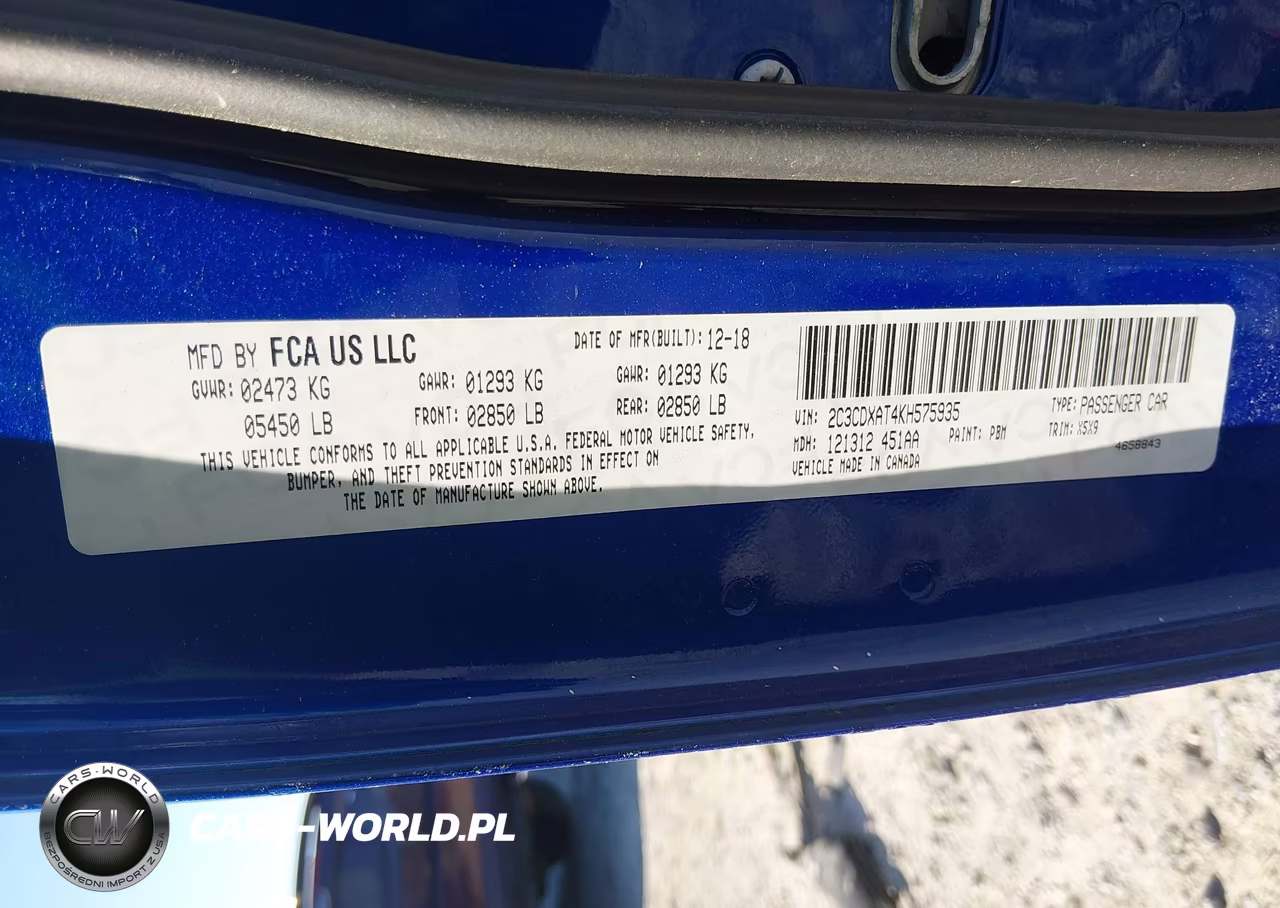 MFD BY FCA US LLC
DATE OF MFR(BUILT): 12-18
GVWR: 02473 KG
GAWR: 01293 KG
GAWR: 01293 KG
05450 LB
FRONT: 02850 LB
REAR: 02850 LB
THIS VEHICLE CONFORMS TO ALL APPLICABLE U.S.A. FEDERAL MOTOR VEHICLE SAFETY,
BUMPER, AND THEFT PREVENTION STANDARDS IN EFFECT ON
THE DATE OF MANUFACTURE SHOWN ABOVE.
VIN: 2C3CDXAT4KH575935
TYPE: PASSENGER CAR
MDH: 121312 451AA
PAINT: PBM
TRIM: X5X9
VEHICLE MADE IN CANADA
4658843
CARS-WORLD
CW
BEZPOŚREDNI IMPORT Z USA
CARS-WORLD.PL